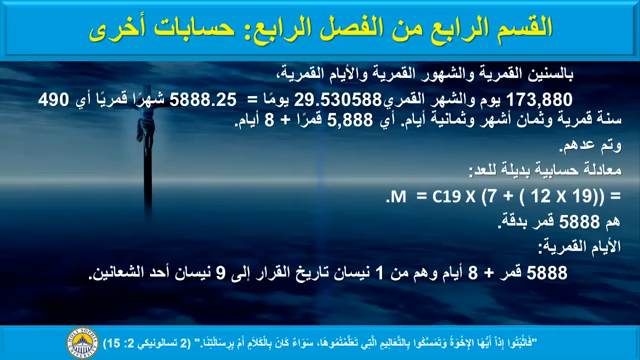 القسم الرابع من الفصل الرابع: حسابات أخرى
بالسنين القمرية والشهور القمرية والأيام القمرية،
173,880 يوم والشهر القمري29.530588 يومًا = 5888.25 شهرًا قمريًا أي 490
سنة قمرية وثمان أشهر وثمانية أيام. أي 5,888 قمرًا + 8 أيام.
وتم عدهم.
معادلة حسابية بديلة للعد:
= M = C19 X (7 + ( 12 X 19)).
هم 5888 قمر بدقة.
الأيام القمرية:
5888 قمر + 8 أيام وهم من 1 نيسان تاريخ القرار إلى 9 نيسان أحد الشعانين.
"فَاثْبُتُوا إِذاً أَيُّهَا الإِخْوَةُ وَتَمَسَّكُوا بِالتَّعَالِيمِ الَّتِي تَعَلَّمْتُمُوهَا، سَوَاءٌ كَانَ بِالْكَلاَمِ أَمْ بِرِسَالَتِنَا." (2 تسالونيكي 2: 15)